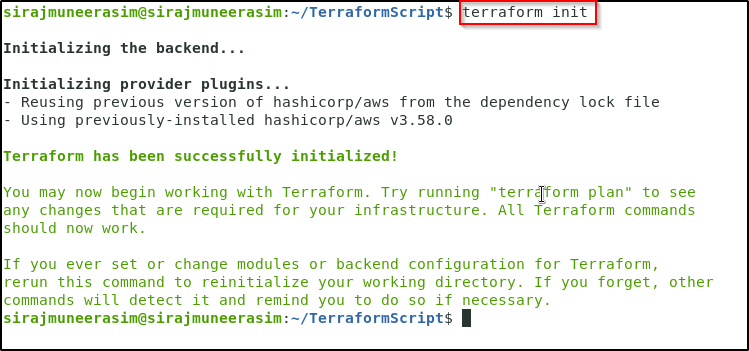 sirajmuneerasim@sirajmuneerasim:~/TerraformScript$ terraform init
Initializing the backend...
Initializing provider plugins...
- Reusing previous version of hashicorp/aws from the dependency lock file
- Using previously-installed hashicorp/aws v3.58.0
Terraform has been successfully initialized!
You may now begin working with Terraform. Try running "terraform plan" to see
any changes that are required for your infrastructure. All Terraform commands
should now work.
If you ever set or change modules or backend configuration for Terraform,
rerun this command to reinitialize your working directory. If you forget, other
commands will detect it and remind you to do so if necessary.
sirajmuneerasim@sirajmuneerasim:~/TerraformScript$